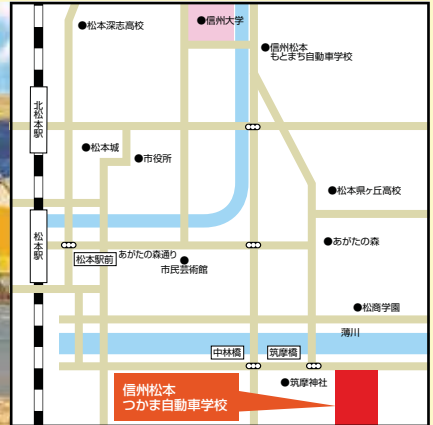 ●松本深志高校
●信州大学
●信州松本
もとまち自動車学校
北松本駅
●松本城
●市役所
●松本県ヶ丘高校
松本駅
松本駅前
あがたの森通り
●
市民芸術館
●あがたの森
●松商学園
薄川
中林橋
筑摩橋
●筑摩神社
信州松本
つかま自動車学校